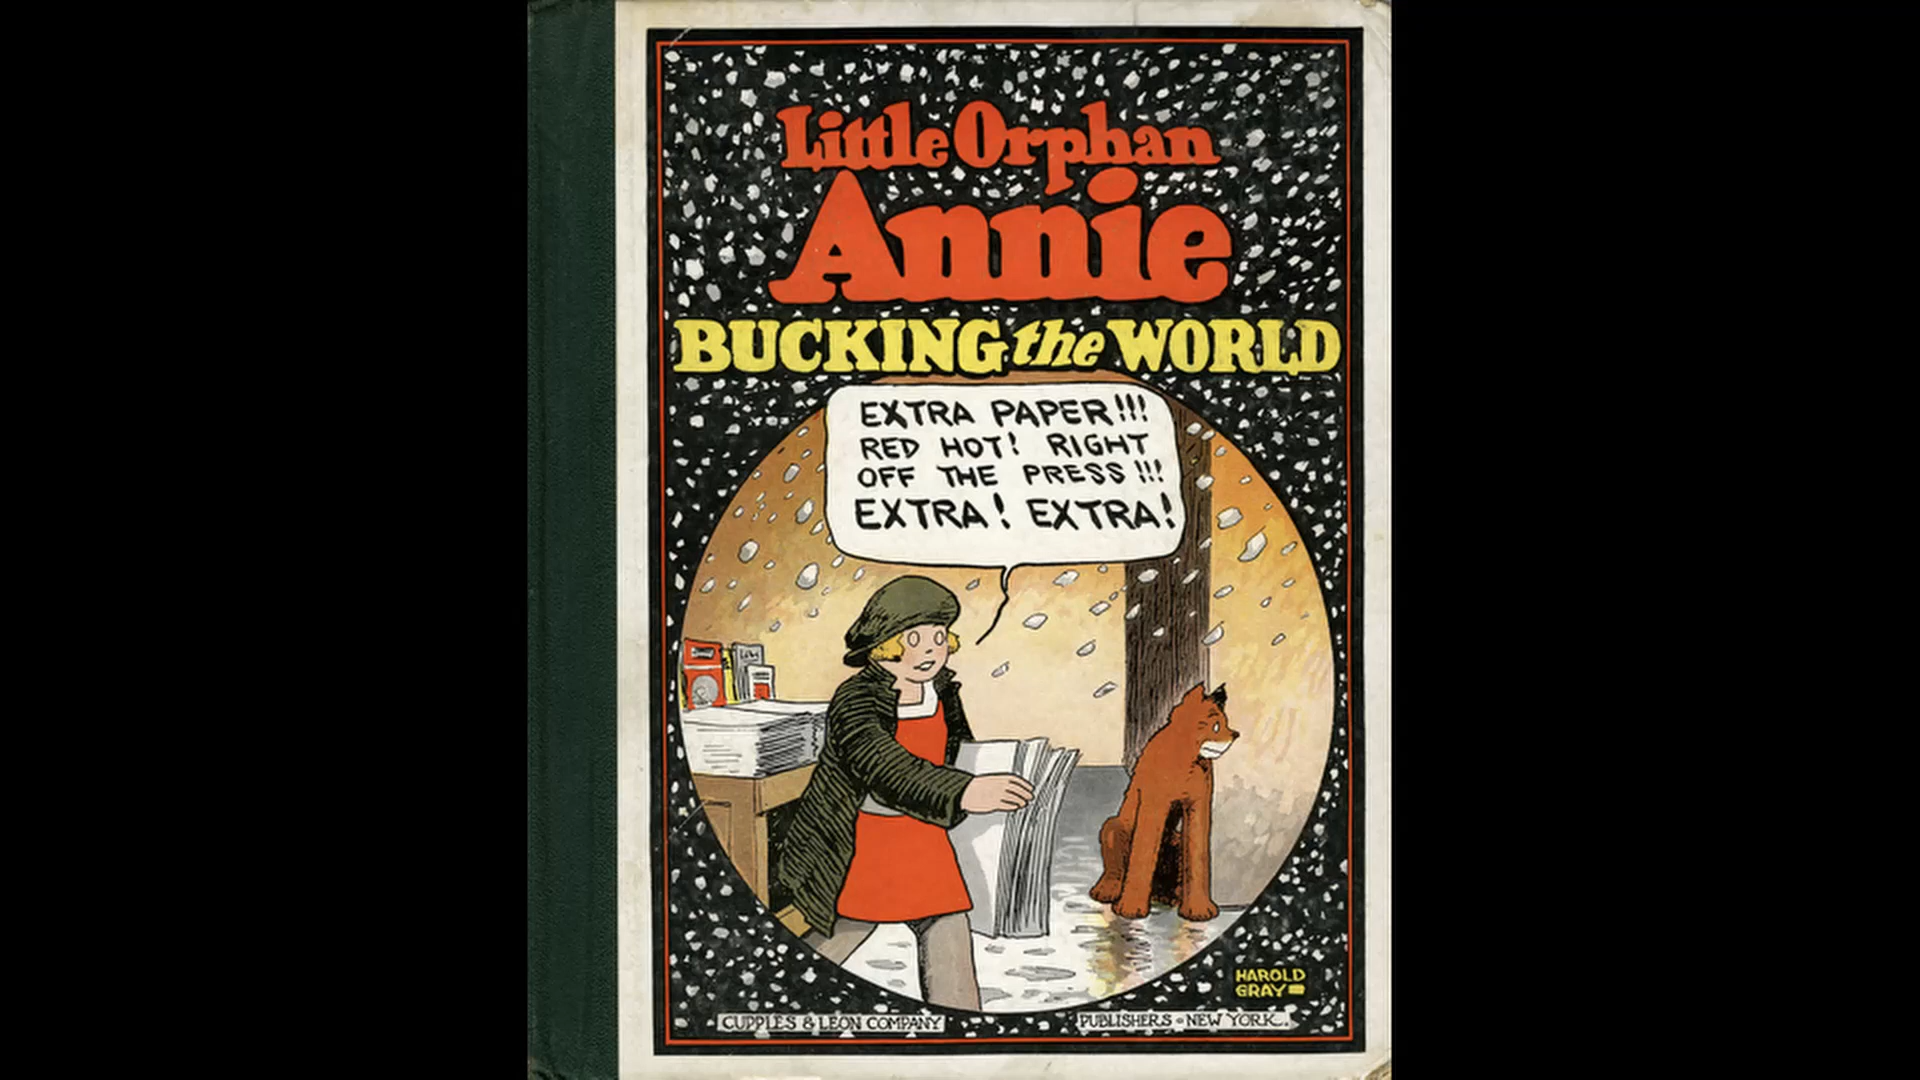 Little Orphan
Annie
BUCKING the WORLD
EXTRA PAPER!!!
RED HOT! RIGHT
OFF THE PRESS!!!
EXTRA! EXTRA!
HAROLD
GRAY
CUPPLES & LEON COMPANY
PUBLISHERS - NEW YORK.